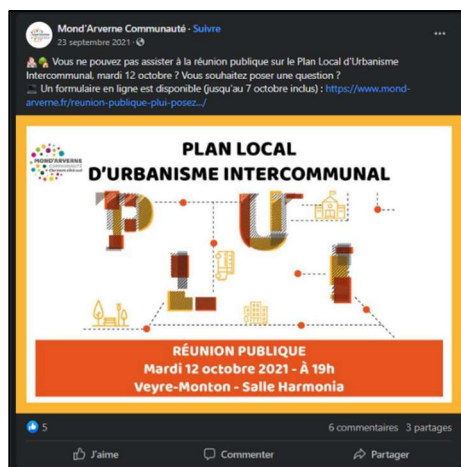 Mond'Arverne Communauté · Suivre
23 septembre 2021 ·
Vous ne pouvez pas assister à la réunion publique sur le Plan Local d'Urbanisme
Intercommunal, mardi 12 octobre ? Vous souhaitez poser une question ?
Un formulaire en ligne est disponible (jusqu'au 7 octobre inclus) : https://www.mond-
arverne.fr/reunion-publique-plui-posez.../
MOND'ARVERNE
COMMUNAUTÉ
PLAN LOCAL
D'URBANISME INTERCOMMUNAL
PLUi
RÉUNION PUBLIQUE
Mardi 12 octobre 2021 - À 19h
Veyre-Monton - Salle Harmonia
5
6 commentaires 3 partages
J'aime
Commenter
Partager